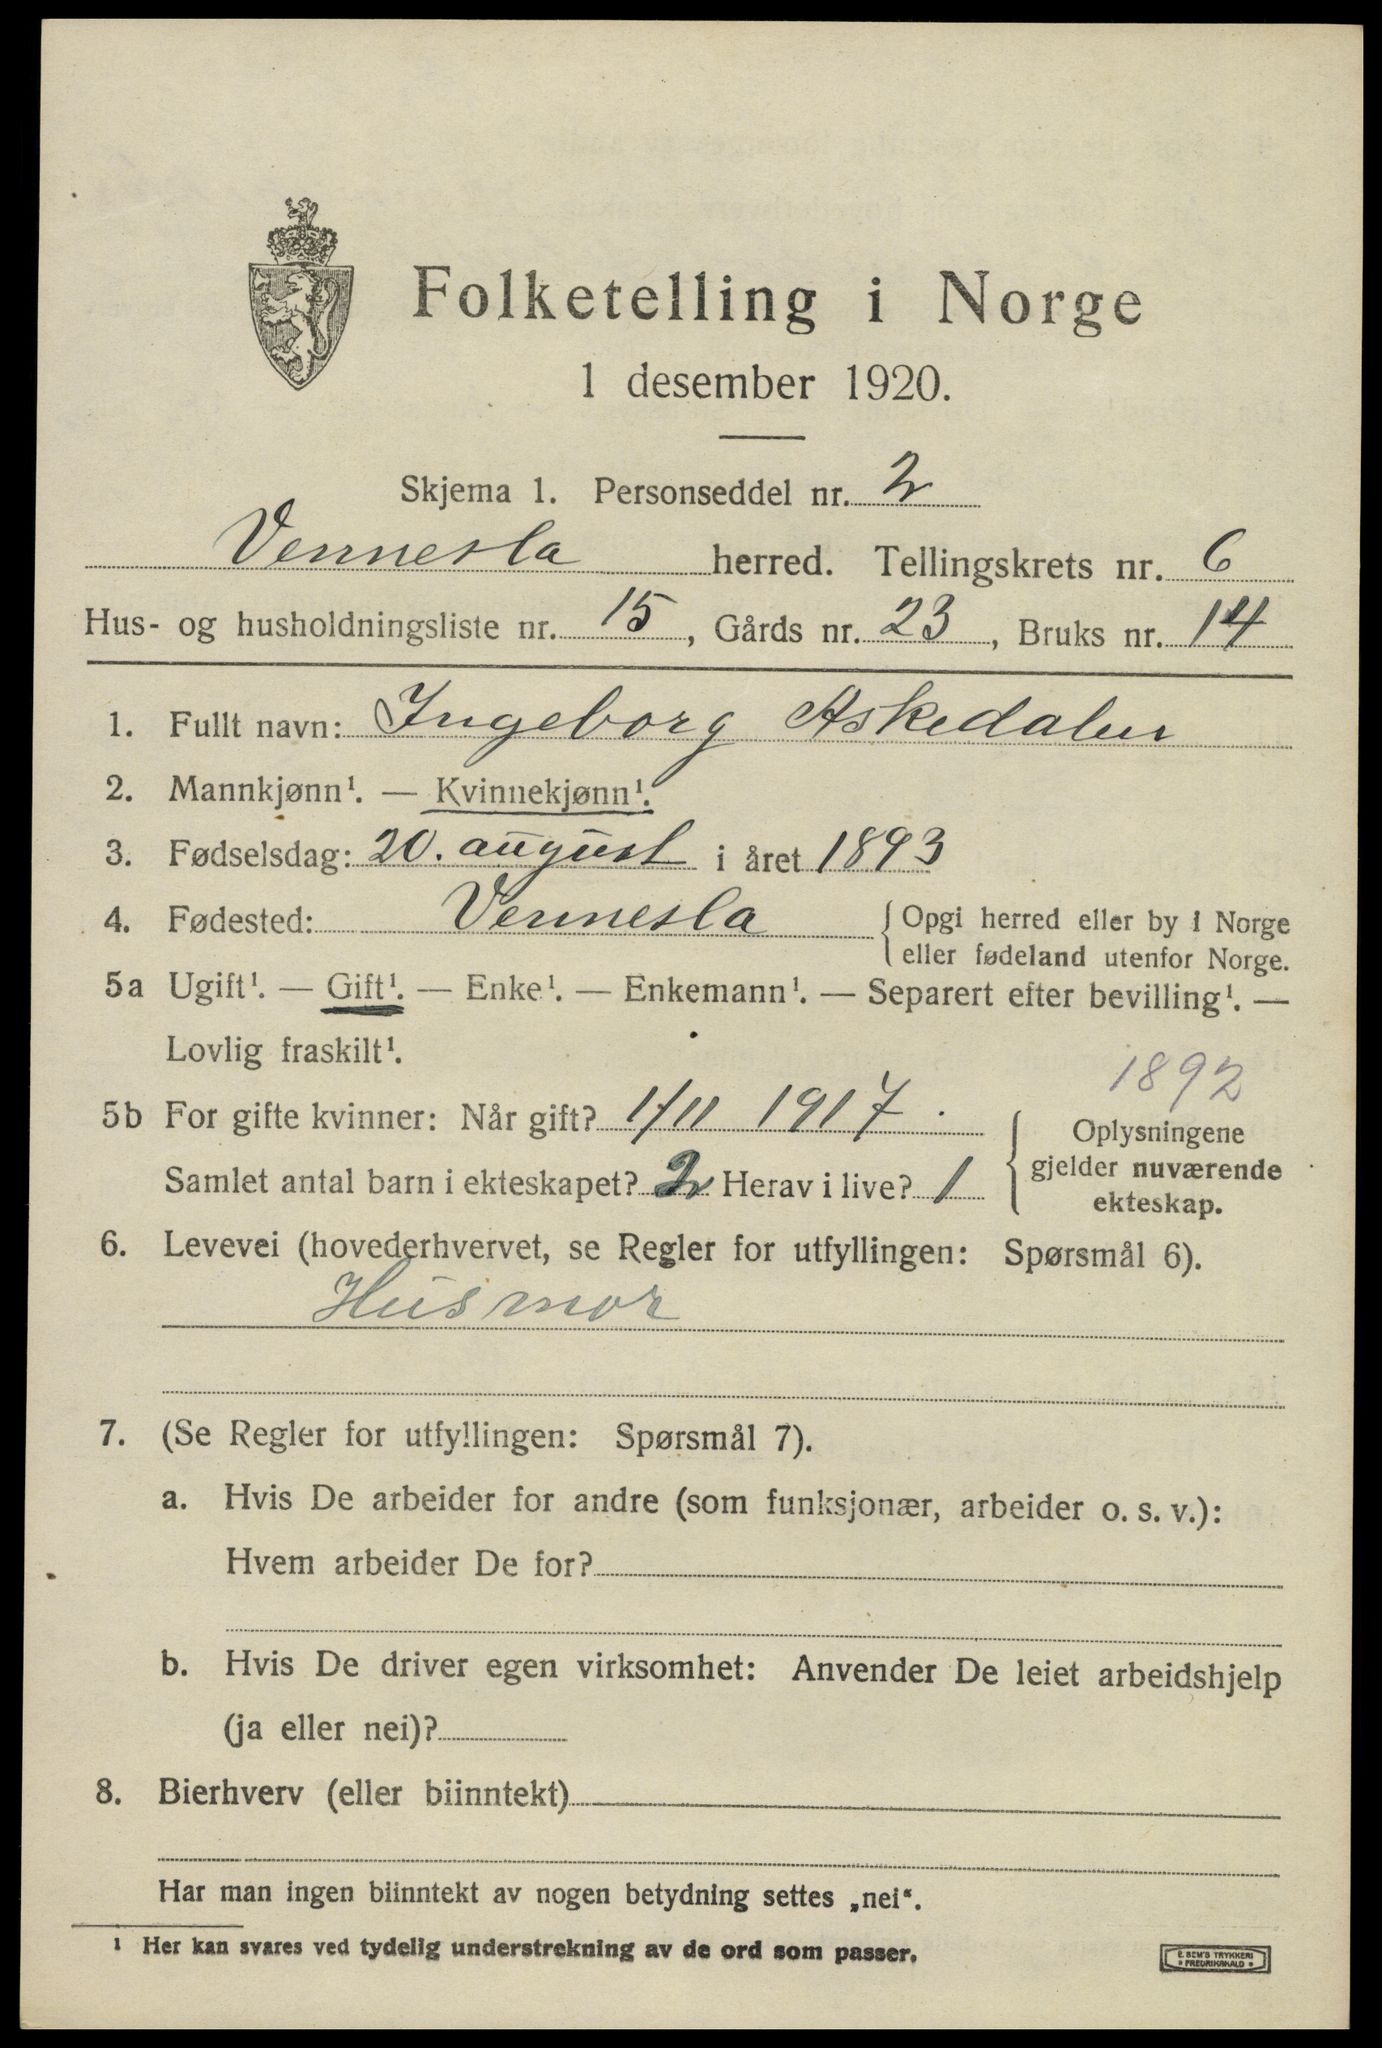 Folketelling i Norge
1 desember 1920.
Skjema 1. Personseddel nr. 2
Vennesla herred. Tellingskrets nr. 6
Hus- og husholdningsliste nr. 15, Gårds nr. 23, Bruks nr. 14
1. Fullt navn: Ingeborg Askedalen
2. Mannkjønn¹. — Kvinnekjønn¹.
3. Fødselsdag: 20. august i året 1893
4. Fødested: Vennesla { Opgi herred eller by i Norge
eller fødeland utenfor Norge.
5a Ugift¹. — Gift¹. — Enke¹. — Enkemann¹. — Separert efter bevilling¹. —
Lovlig fraskilt¹.
1892
5b For gifte kvinner: Når gift? 1/11 1917.
Samlet antal barn i ekteskapet? 2 Herav i live? 1
Oplysningene
gjelder nuværende
ekteskap.
6. Levevei (hovederhvervet, se Regler for utfyllingen: Spørsmål 6).
Husmor
7. (Se Regler for utfyllingen: Spørsmål 7).
a. Hvis De arbeider for andre (som funksjonær, arbeider o. s. v.):
Hvem arbeider De for?
b. Hvis De driver egen virksomhet: Anvender De leiet arbeidshjelp
(ja eller nei)?
8. Bierhverv (eller biinntekt)
Har man ingen biinntekt av nogen betydning settes „nei“.
¹ Her kan svares ved tydelig understrekning av de ord som passer.
E. SEM'S TRYKKERI
* FREDRIKSHALD *